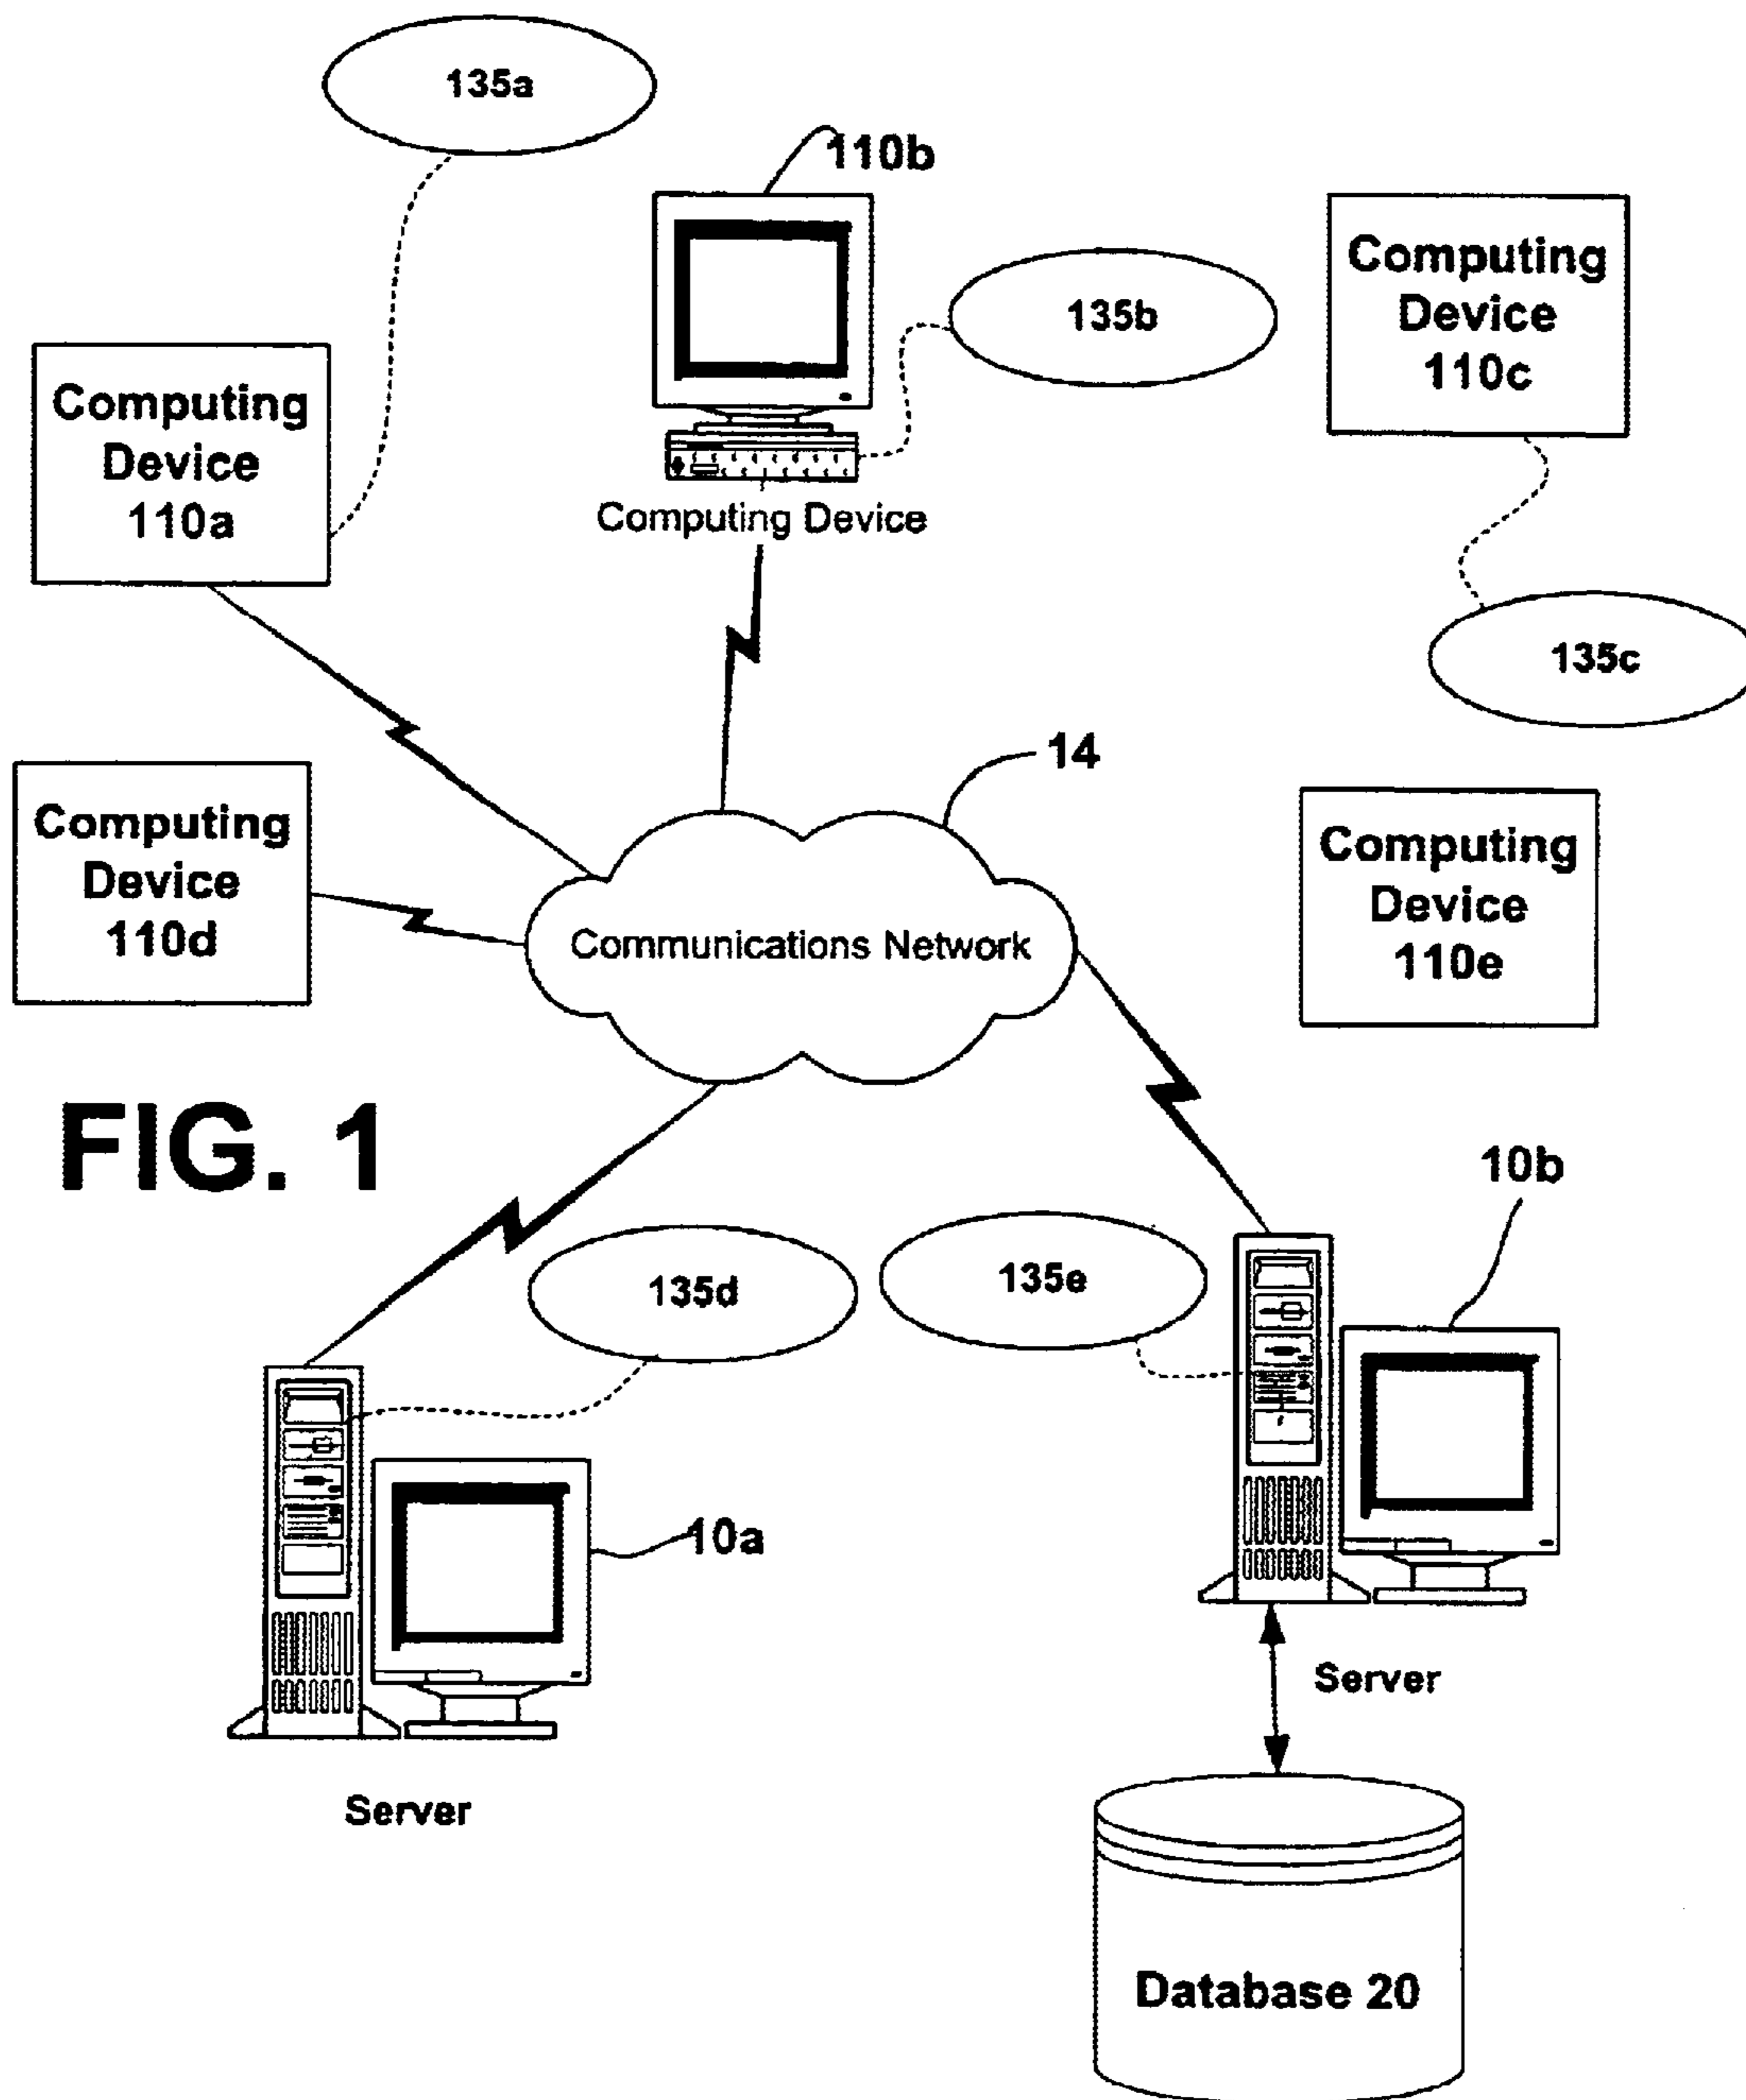 135a
110b
Computing
Device
110c
135b
Computing
Device
110a
Computing Device
135c
14
Computing
Device
110d
Computing
Device
110e
Communications Network
FIG. 1
10b
135d
135e
10a
Server
Server
Database 20